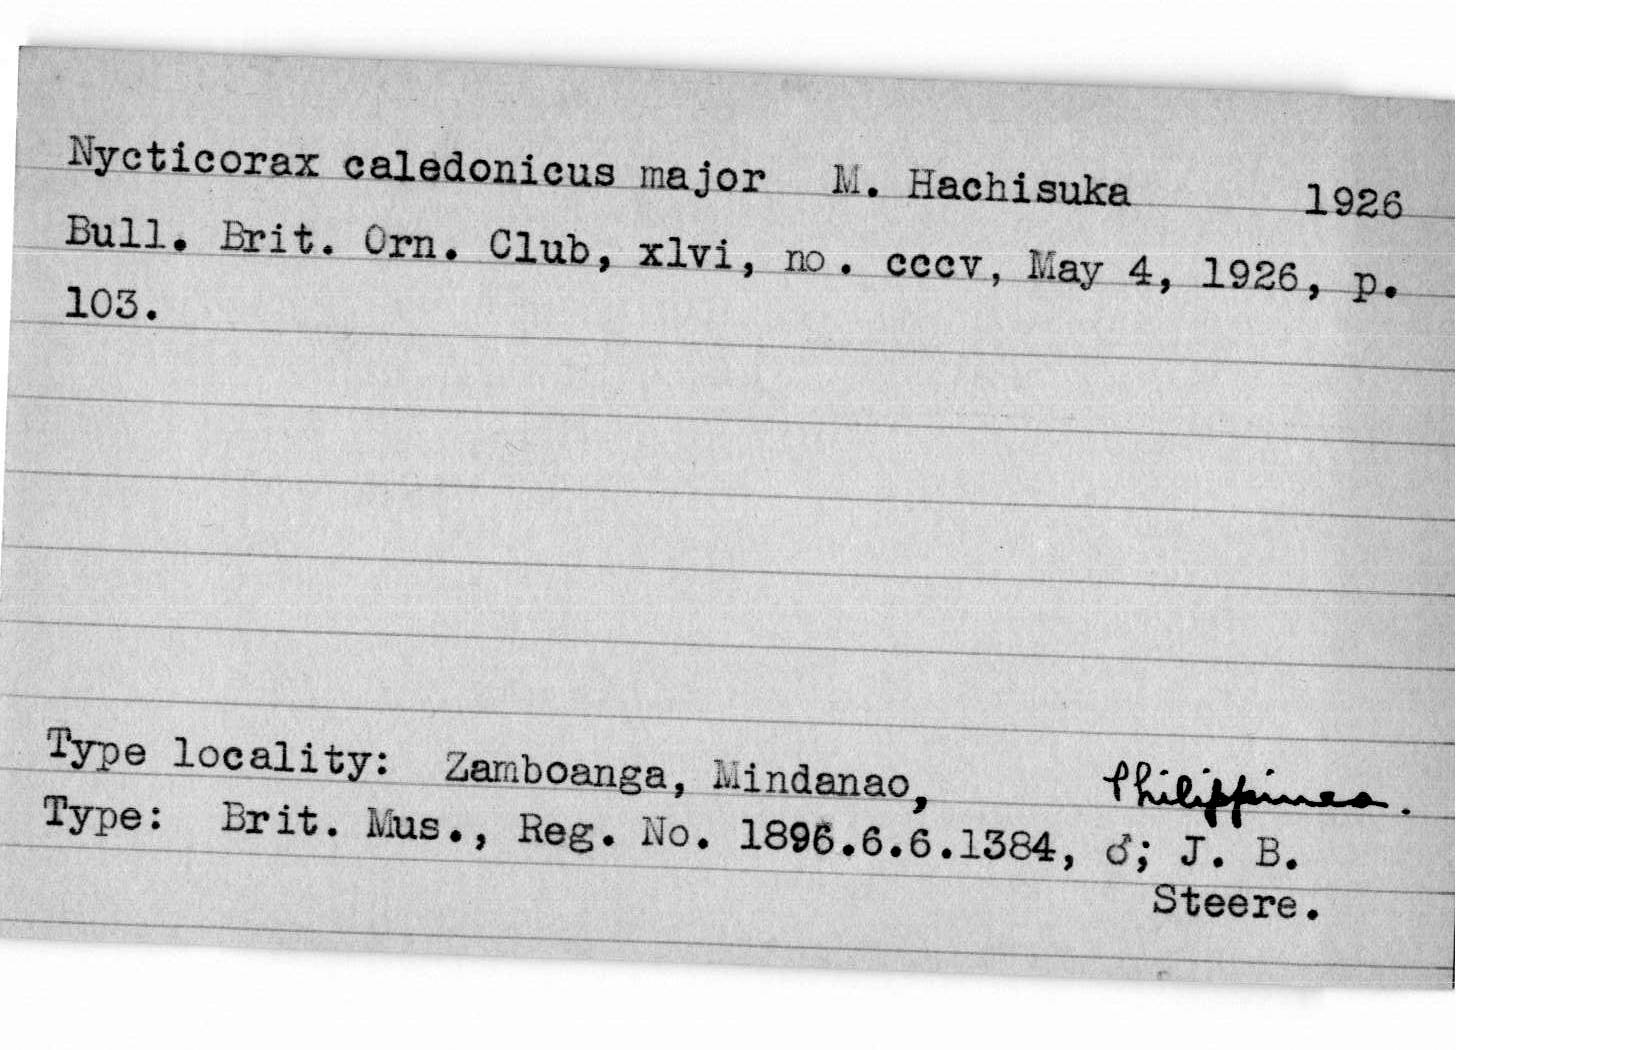 Nycticorax caledonicus major M. Hachisuka 1926
Bull. Brit. Orn. Club, xlvi, no. cccv, May 4, 1926, p.
103.
Type locality: Zamboanga, Mindanao, Philippines.
Type: Brit. Mus., Reg. No. 1896.6.6.1384, ♂; J. B.
Steere.